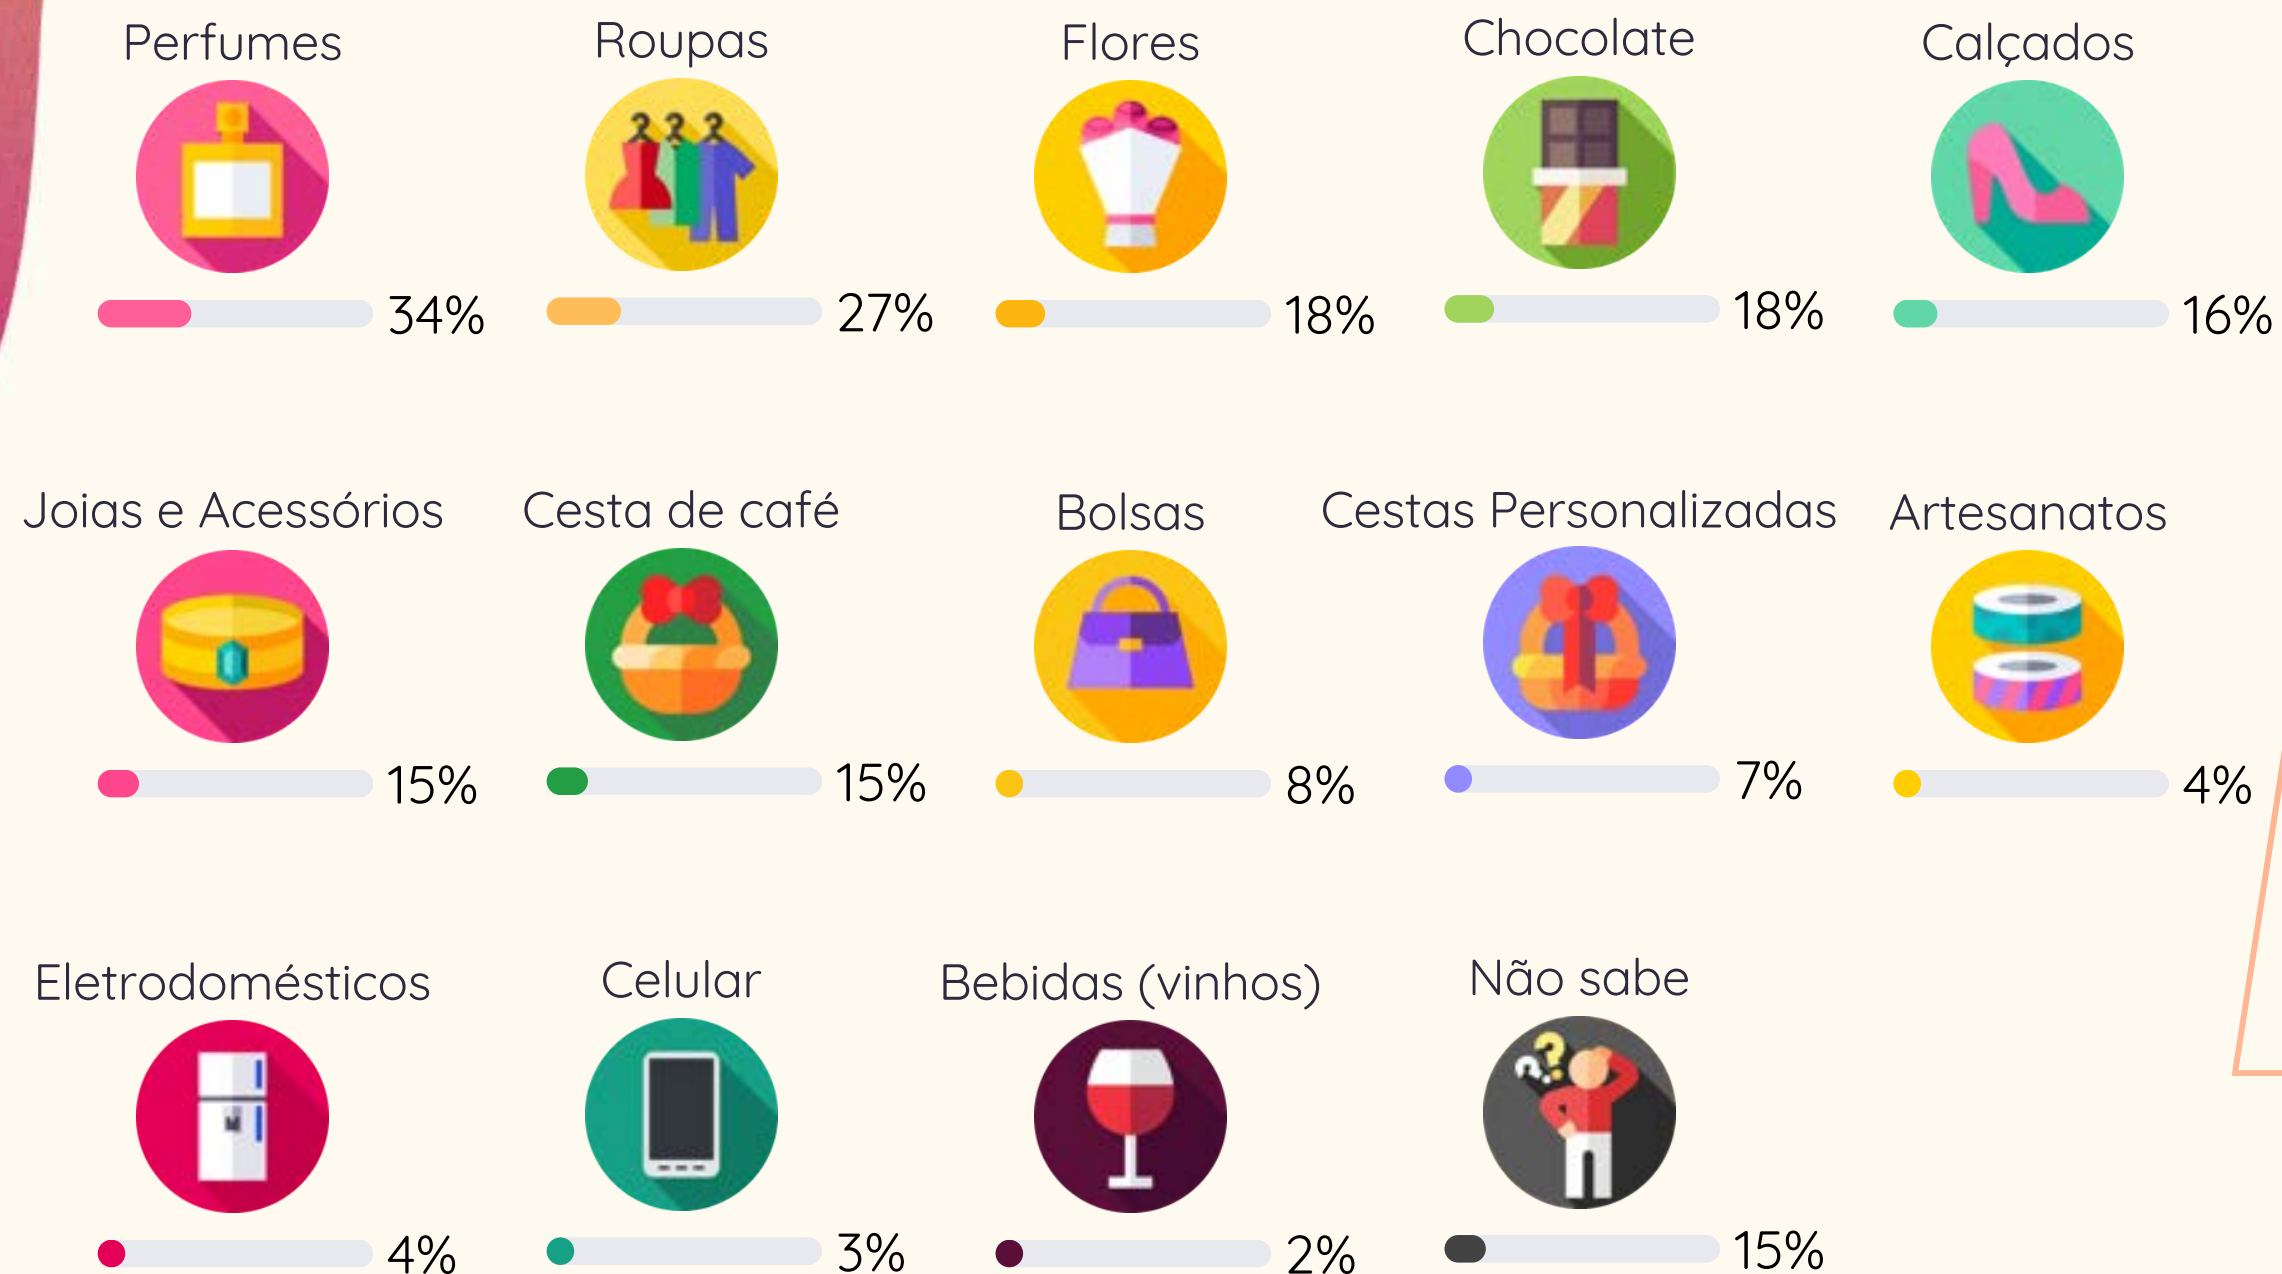 Perfumes
34%
Roupas
27%
Flores
18%
Chocolate
18%
Calçados
16%
Joias e Acessórios
15%
Cesta de café
15%
Bolsas
8%
Cestas Personalizadas
7%
Artesanatos
4%
Eletrodomésticos
4%
Celular
3%
Bebidas (vinhos)
2%
Não sabe
15%